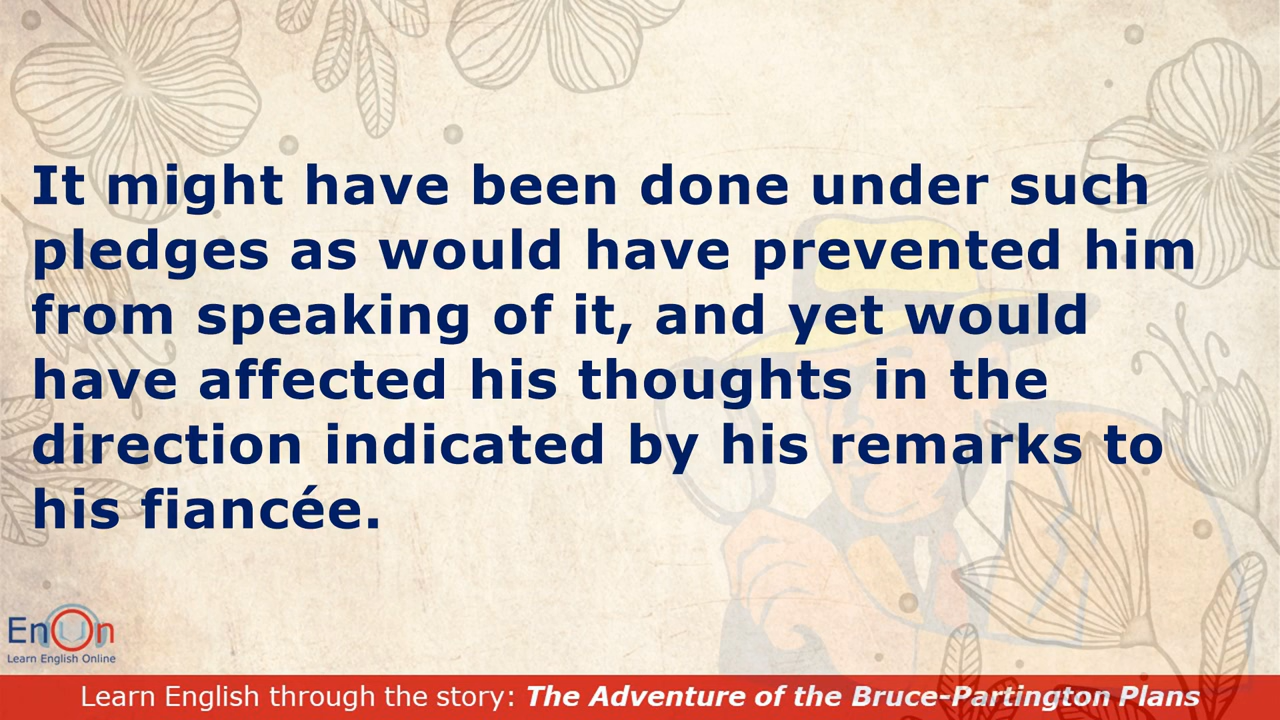 It might have been done under such
pledges as would have prevented him
from speaking of it, and yet would
have affected his thoughts in the
direction indicated by his remarks to
his fiancée.
EnOn
Learn English Online
Learn English through the story: The Adventure of the Bruce-Partington Plans